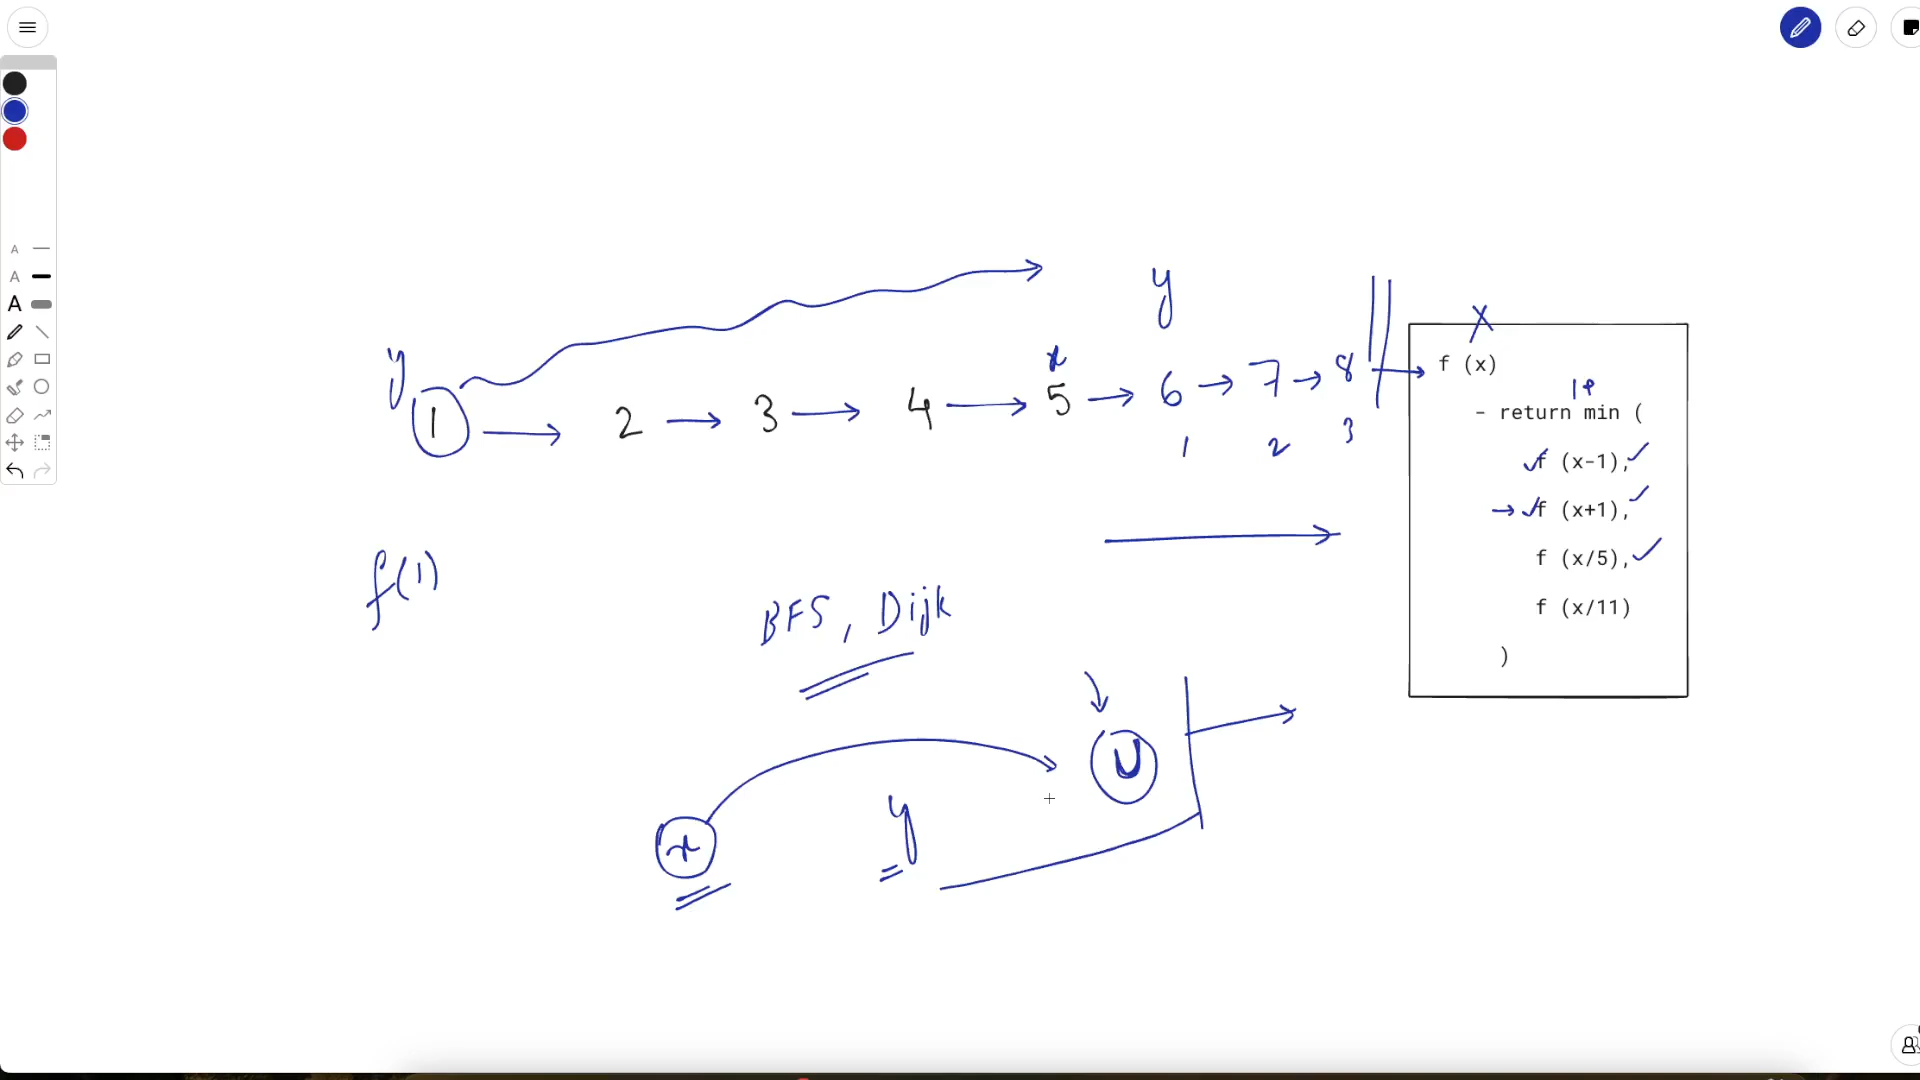 y
x
y
1 2 3 4 5 6 7 8
1 2 3
X
f (x)
1+
- return min (
f (x-1),
f (x+1),
f (x/5),
f (x/11)
)
f(1)
BFS, Dijk
U
x
y